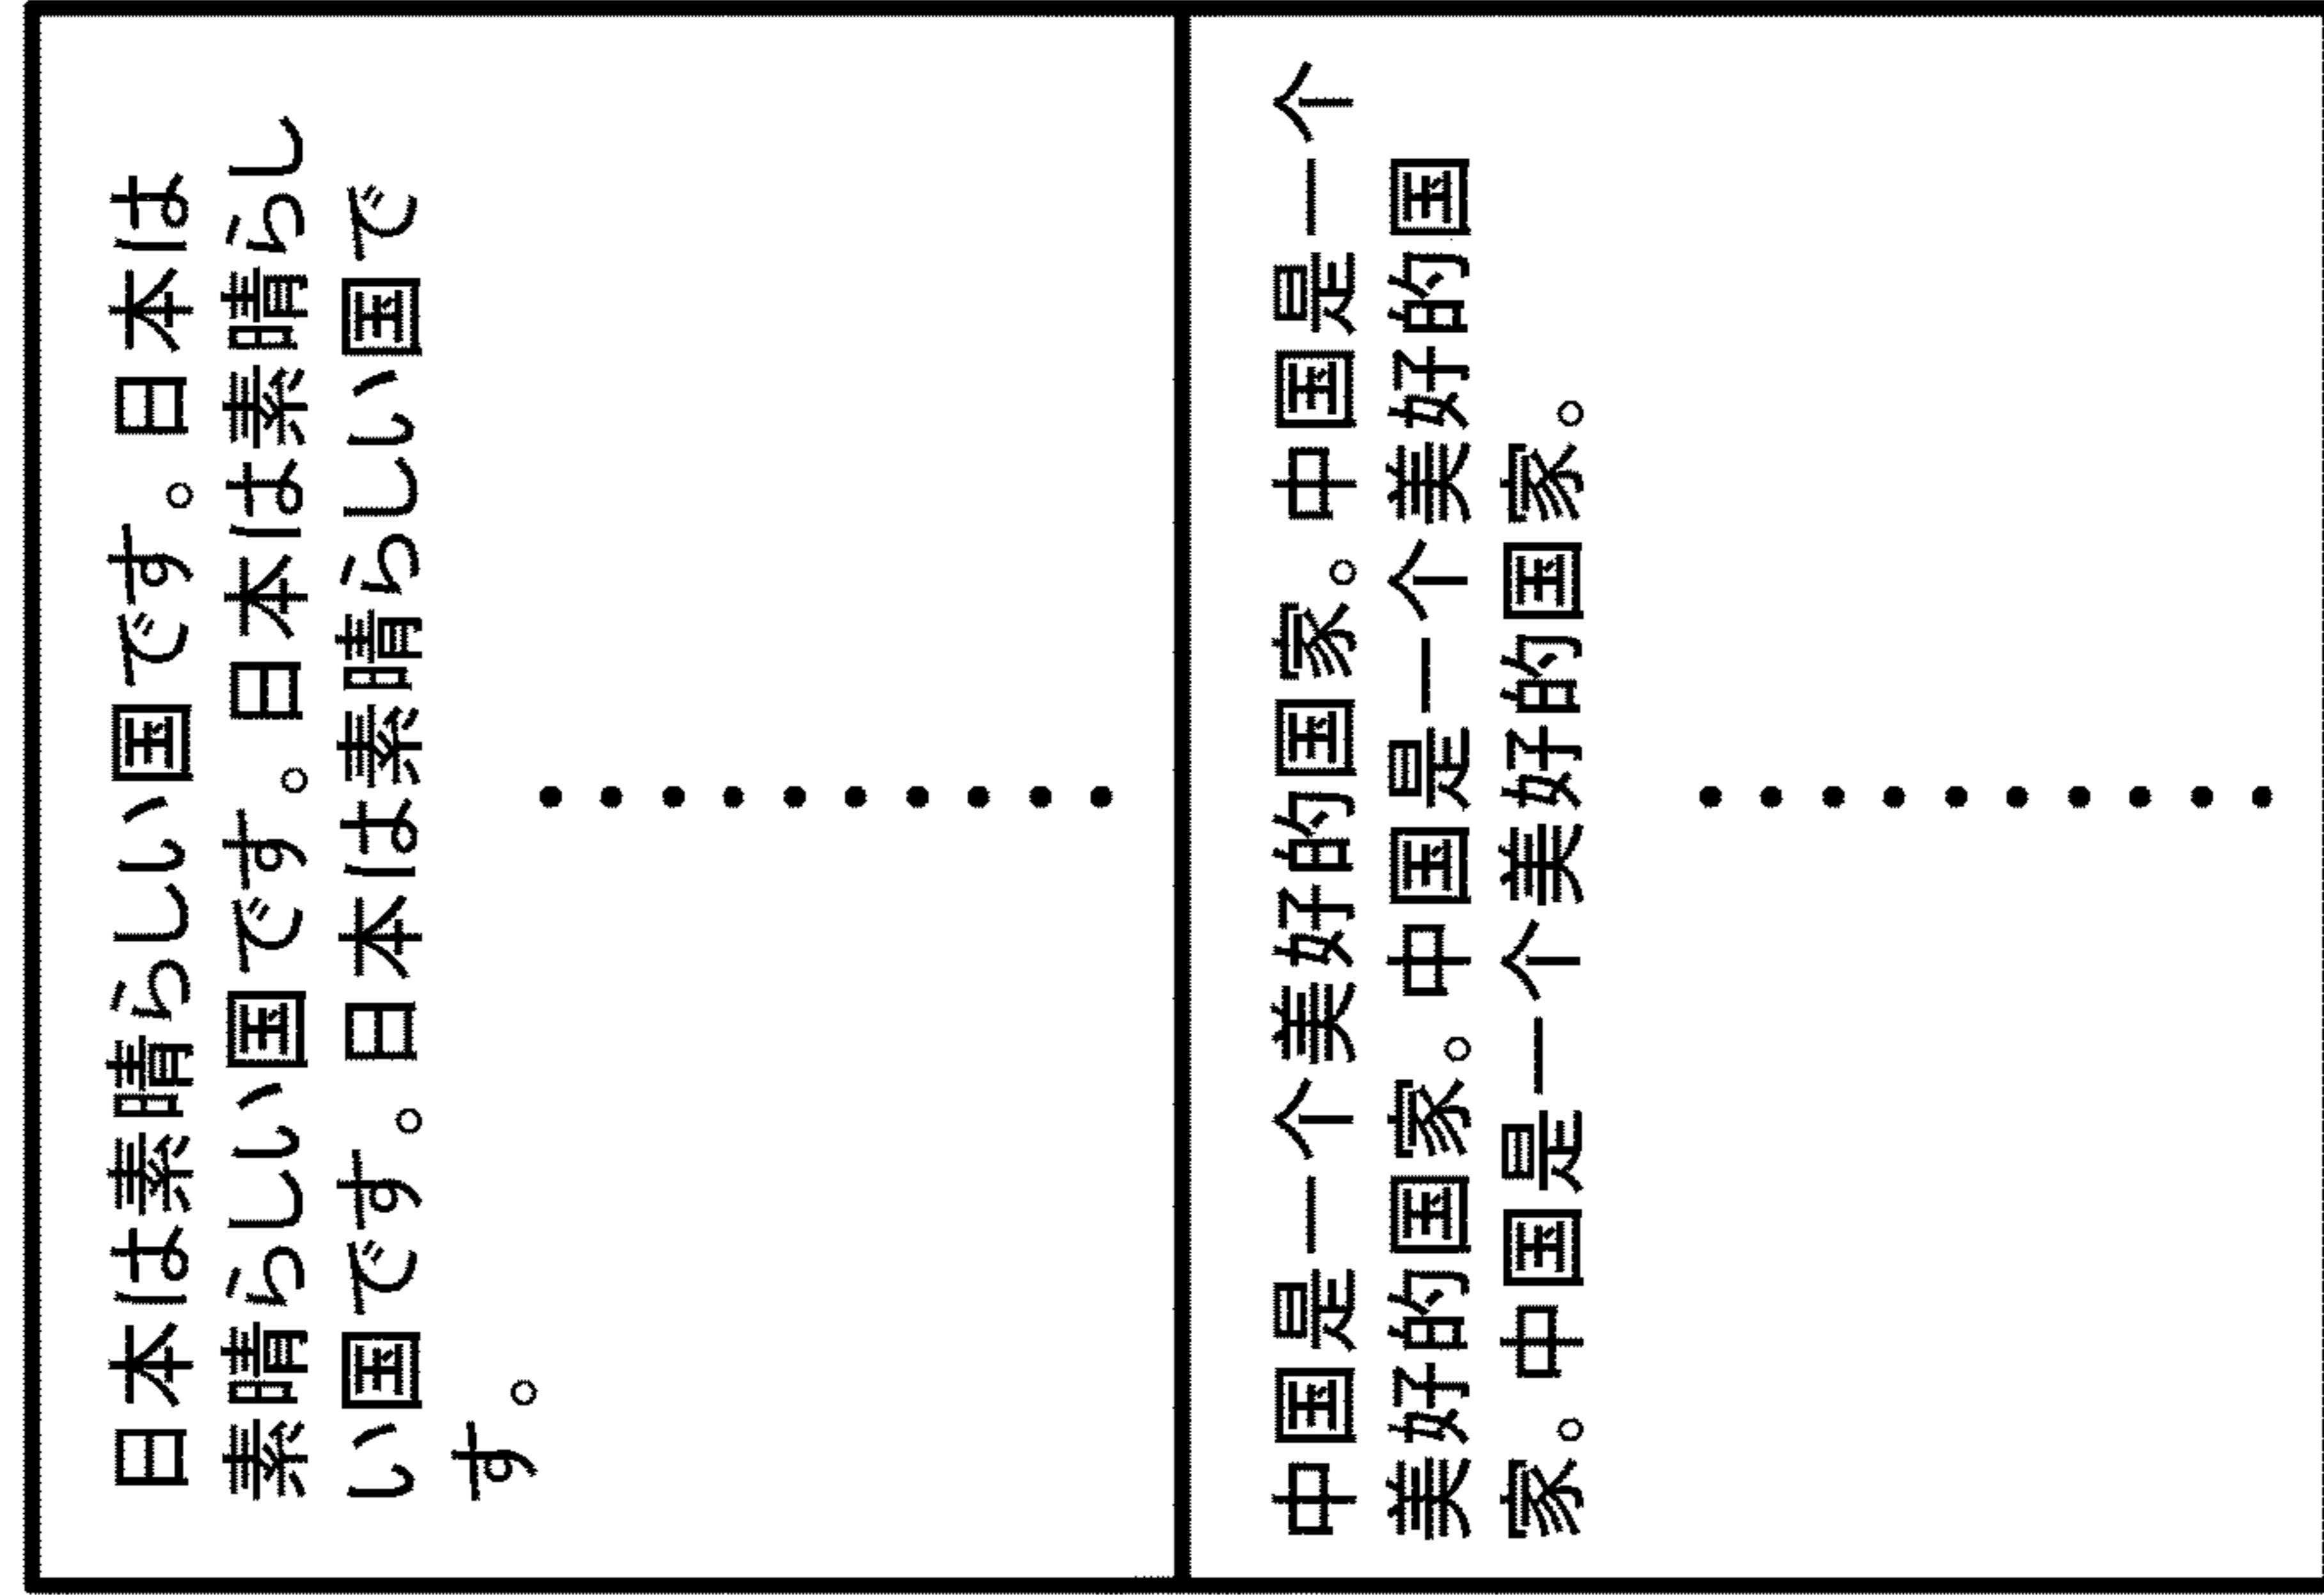 日本は素晴らしい国です。日本は
素晴らしい国です。日本は素晴らし
い国です。日本は素晴らしい国で
す。
中国是一个美好的国家。中国是一个
美好的国家。中国是一个美好的国
家。中国是一个美好的国家。